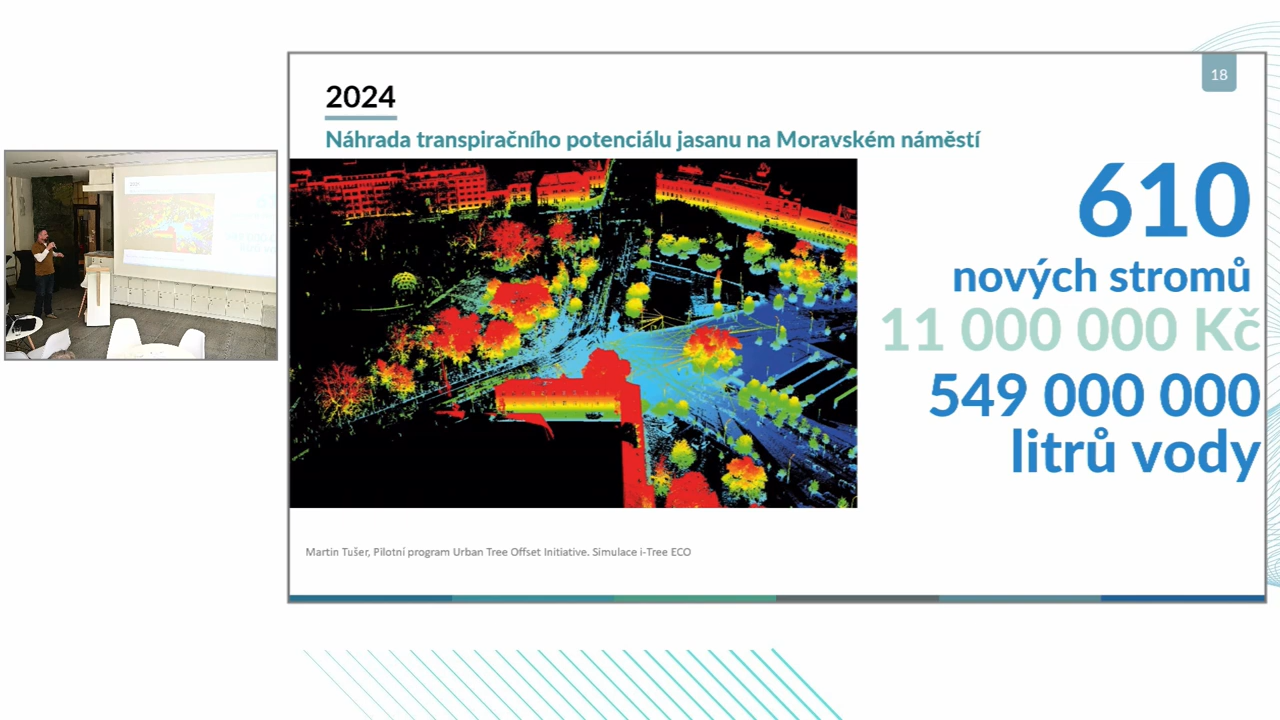 18
2024
Náhrada transpiračního potenciálu jasanu na Moravském náměstí
610
nových stromů
11 000 000 Kč
549 000 000
litrů vody
Martin Tušer, Pilotní program Urban Tree Offset Initiative. Simulace i-Tree ECO